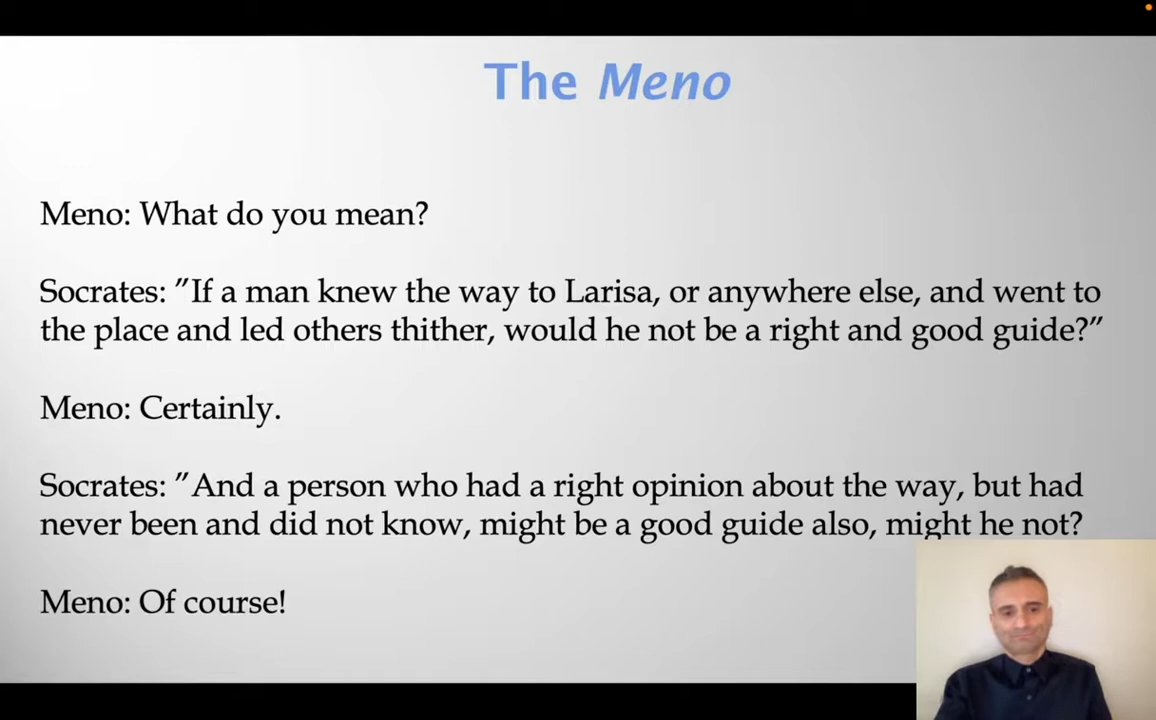 The Meno
Meno: What do you mean?
Socrates: ”If a man knew the way to Larisa, or anywhere else, and went to
the place and led others thither, would he not be a right and good guide?”
Meno: Certainly.
Socrates: ”And a person who had a right opinion about the way, but had
never been and did not know, might be a good guide also, might he not?
Meno: Of course!